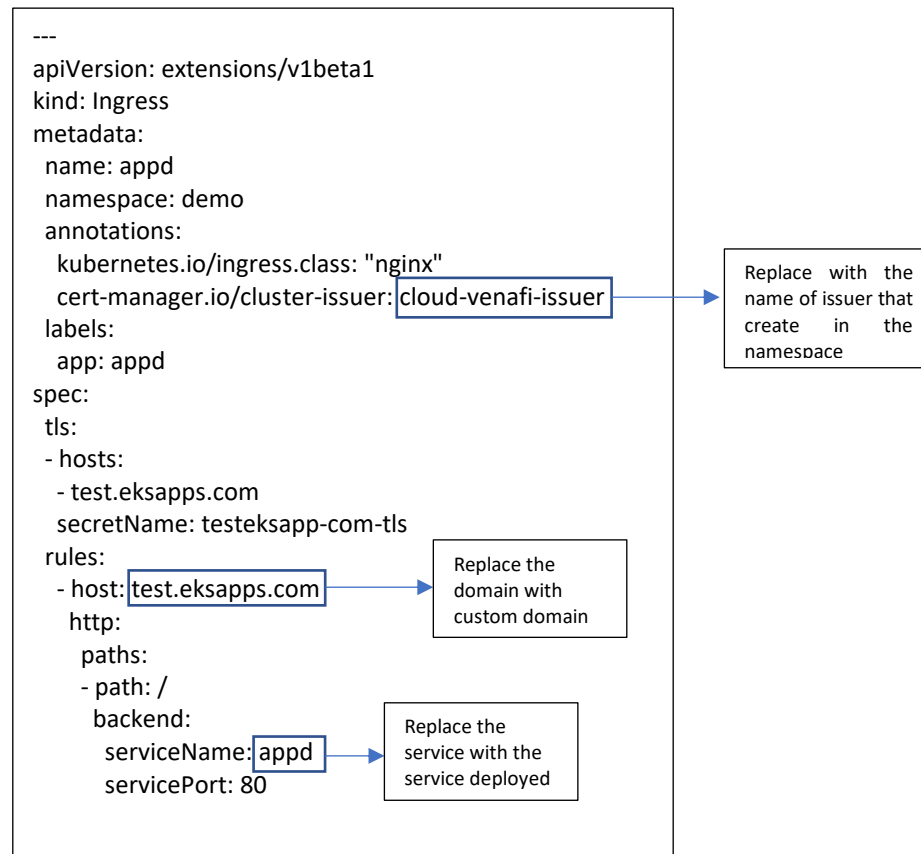 ---
apiVersion: extensions/v1beta1
kind: Ingress
metadata:
name: appd
namespace: demo
annotations:
kubernetes.io/ingress.class: "nginx"
cert-manager.io/cluster-issuer: cloud-venafi-issuer
Replace with the
name of issuer that
create in the
namespace
labels:
app: appd
spec:
tls:
- hosts:
- test.eksapps.com
secretName: testeksapp-com-tls
rules:
- host: test.eksapps.com
Replace the
domain with
custom domain
http:
paths:
- path: /
backend:
serviceName: appd
Replace the
service with the
service deployed
servicePort: 80